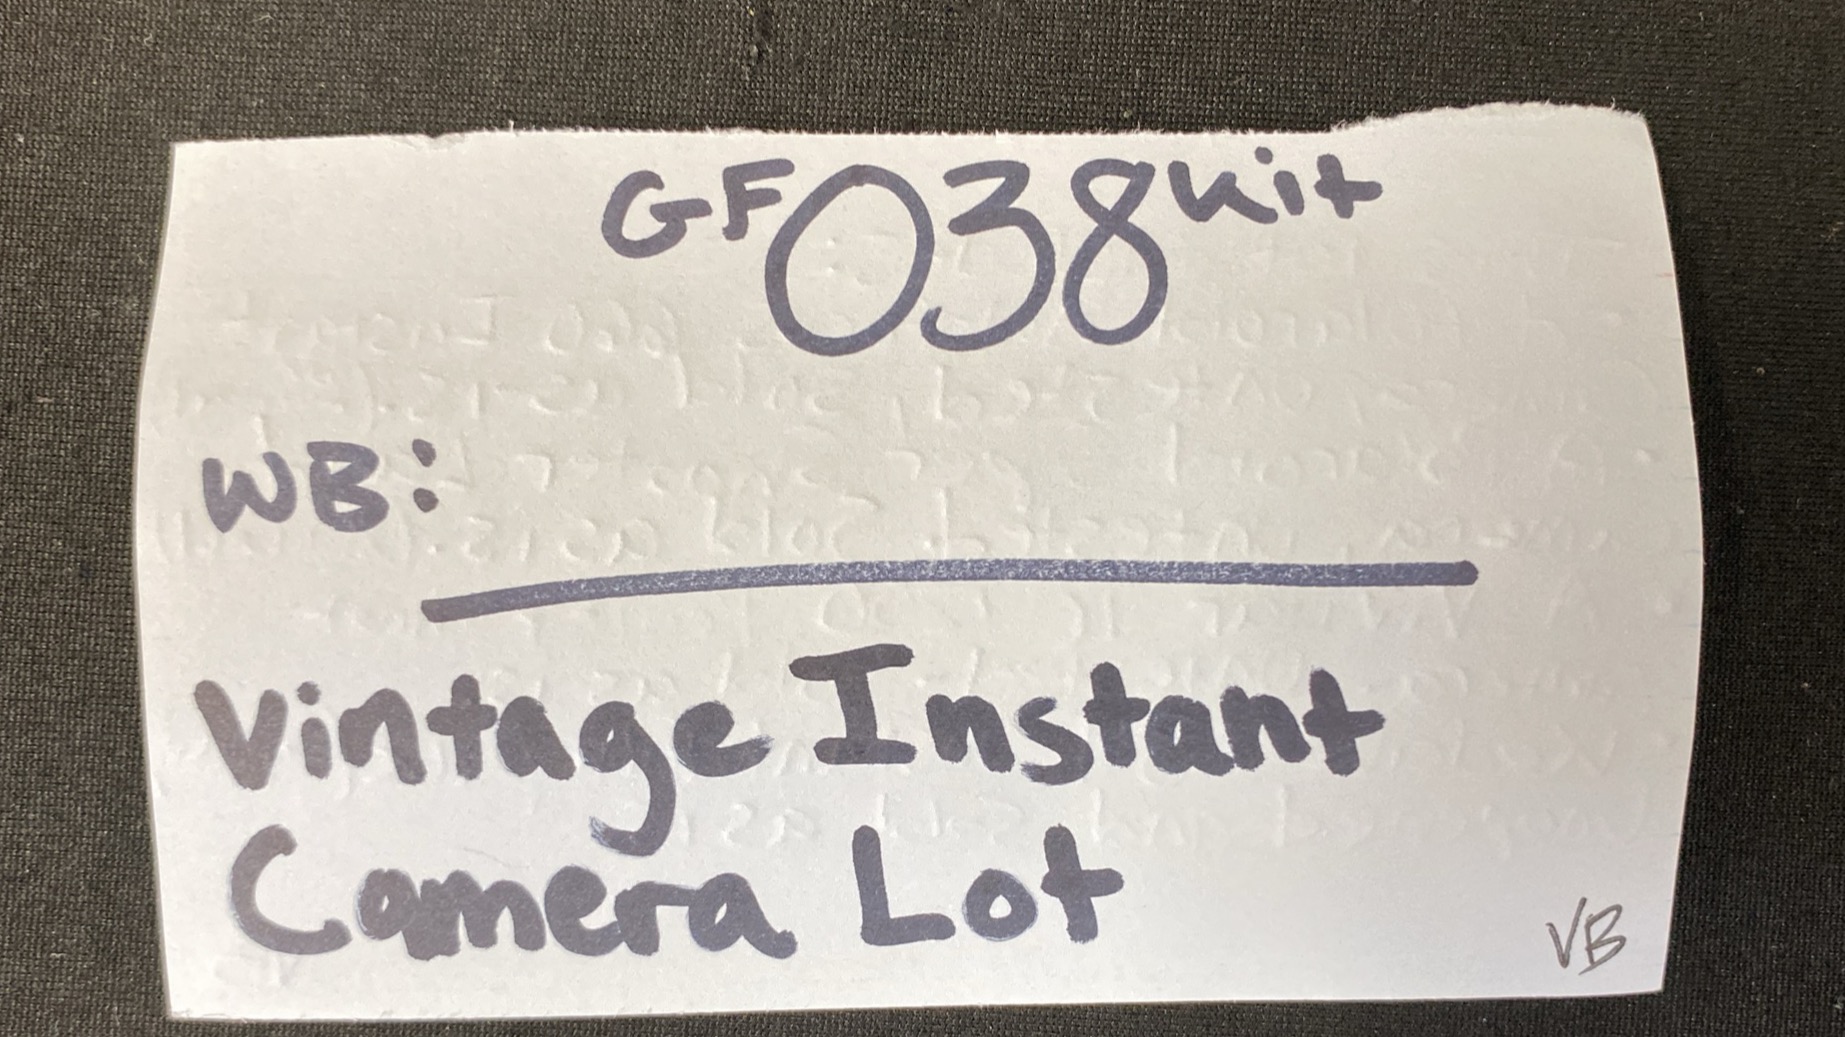 GF038kit
WB:
Vintage Instant
Camera Lot
VB